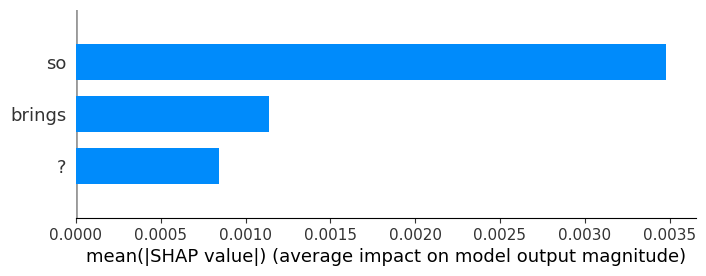 so
brings
?
0.0000 0.0005 0.0010 0.0015 0.0020 0.0025 0.0030 0.0035
mean(|SHAP value|) (average impact on model output magnitude)